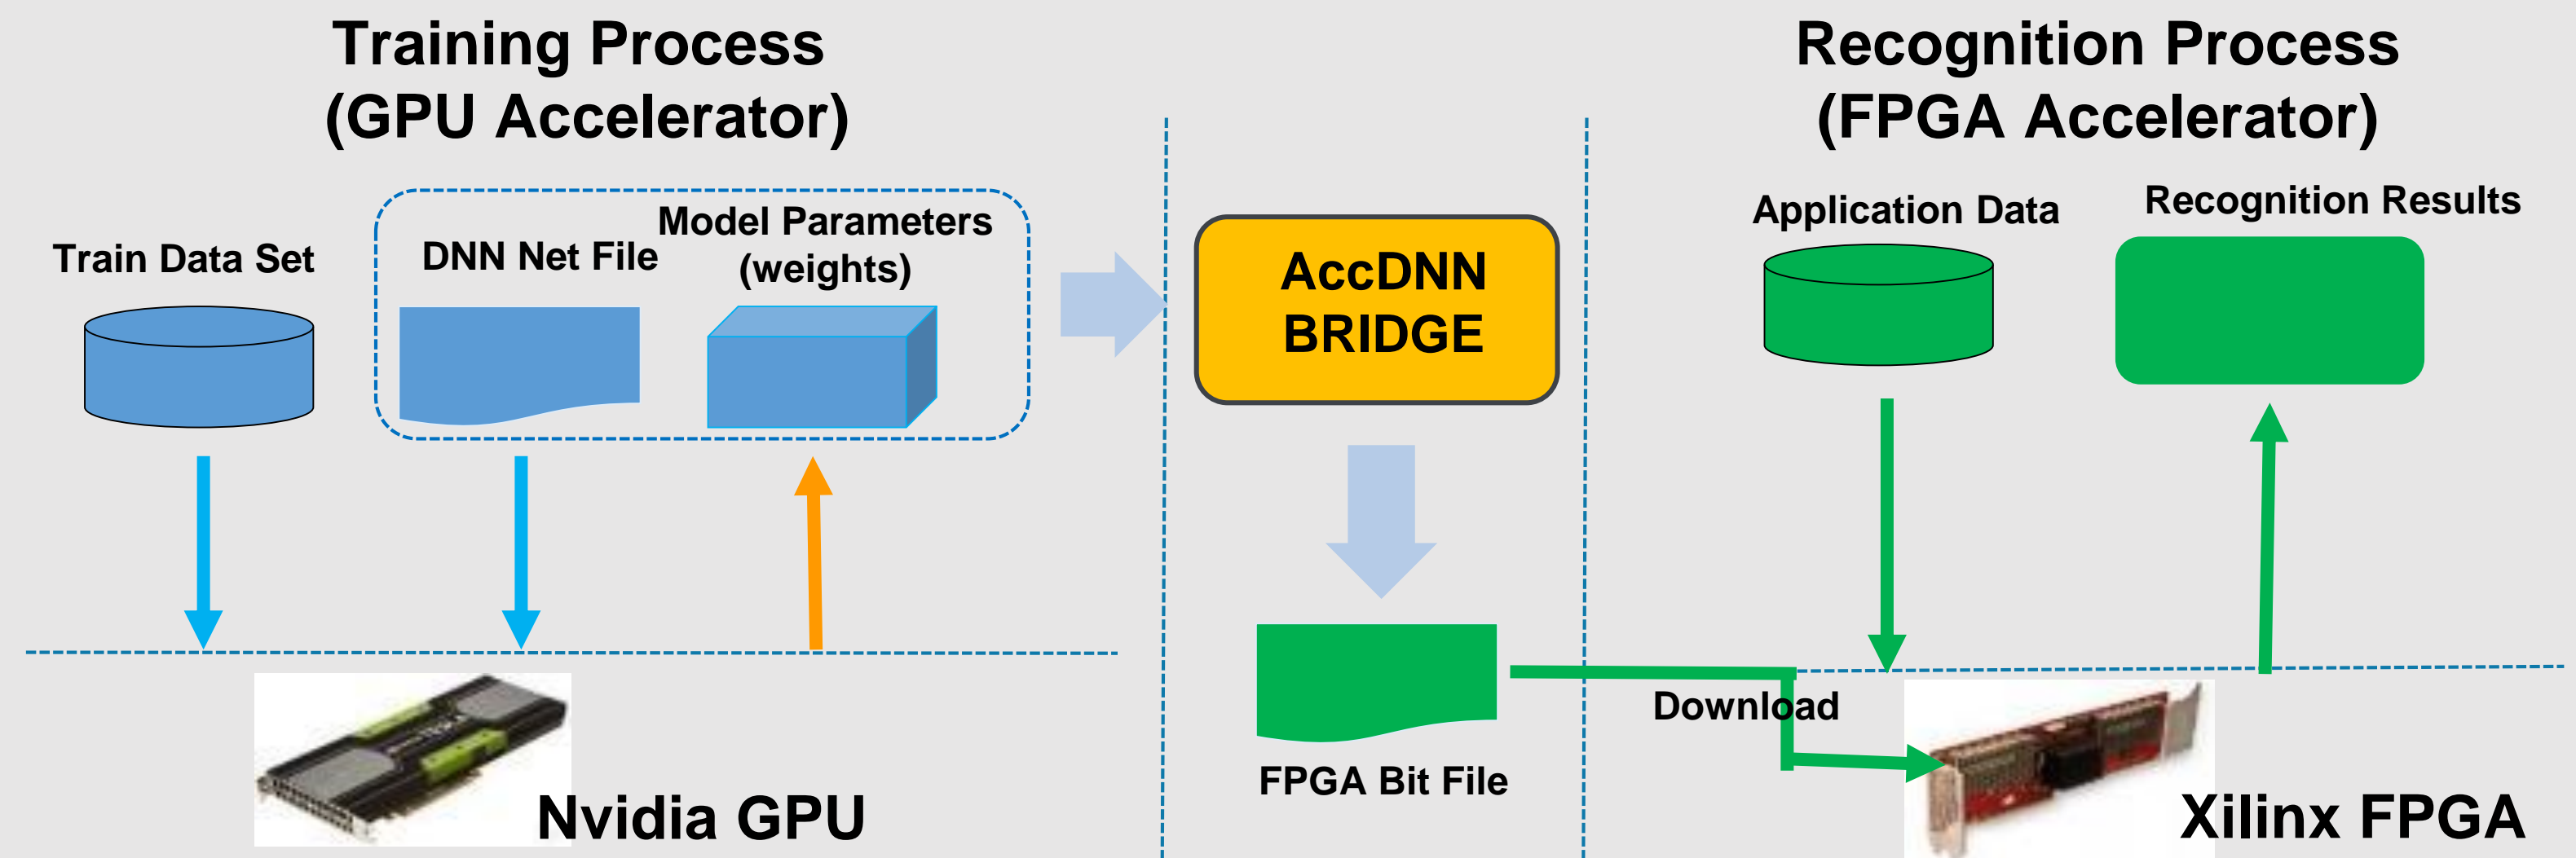 Training Process
(GPU Accelerator)
Train Data Set
DNN Net File
Model Parameters
(weights)
Nvidia GPU
AccDNN
BRIDGE
FPGA Bit File
Download
Recognition Process
(FPGA Accelerator)
Application Data
Recognition Results
Xilinx FPGA